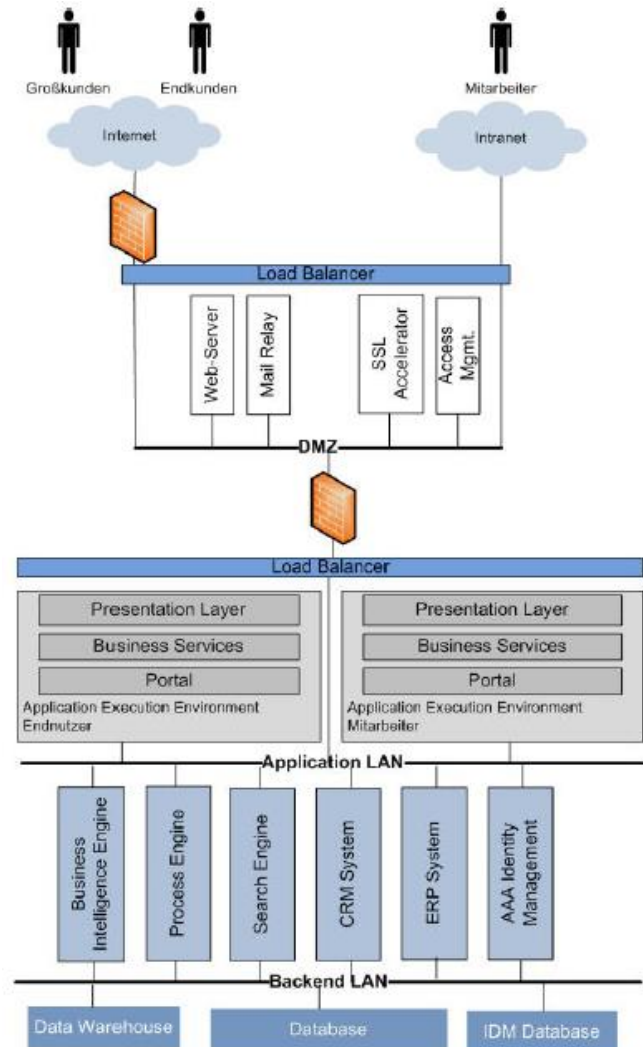 Großkunden
Endkunden
Mitarbeiter
Internet
Intranet
Load Balancer
Web-Server
Mail Relay
SSL
Accelerator
Access
Mgmt.
DMZ
Load Balancer
Presentation Layer
Business Services
Portal
Application Execution Environment
Endnutzer
Presentation Layer
Business Services
Portal
Application Execution Environment
Mitarbeiter
Application LAN
Business
Intelligence Engine
Process Engine
Search Engine
CRM System
ERP System
AAA Identity
Management
Backend LAN
Data Warehouse
Database
IDM Database